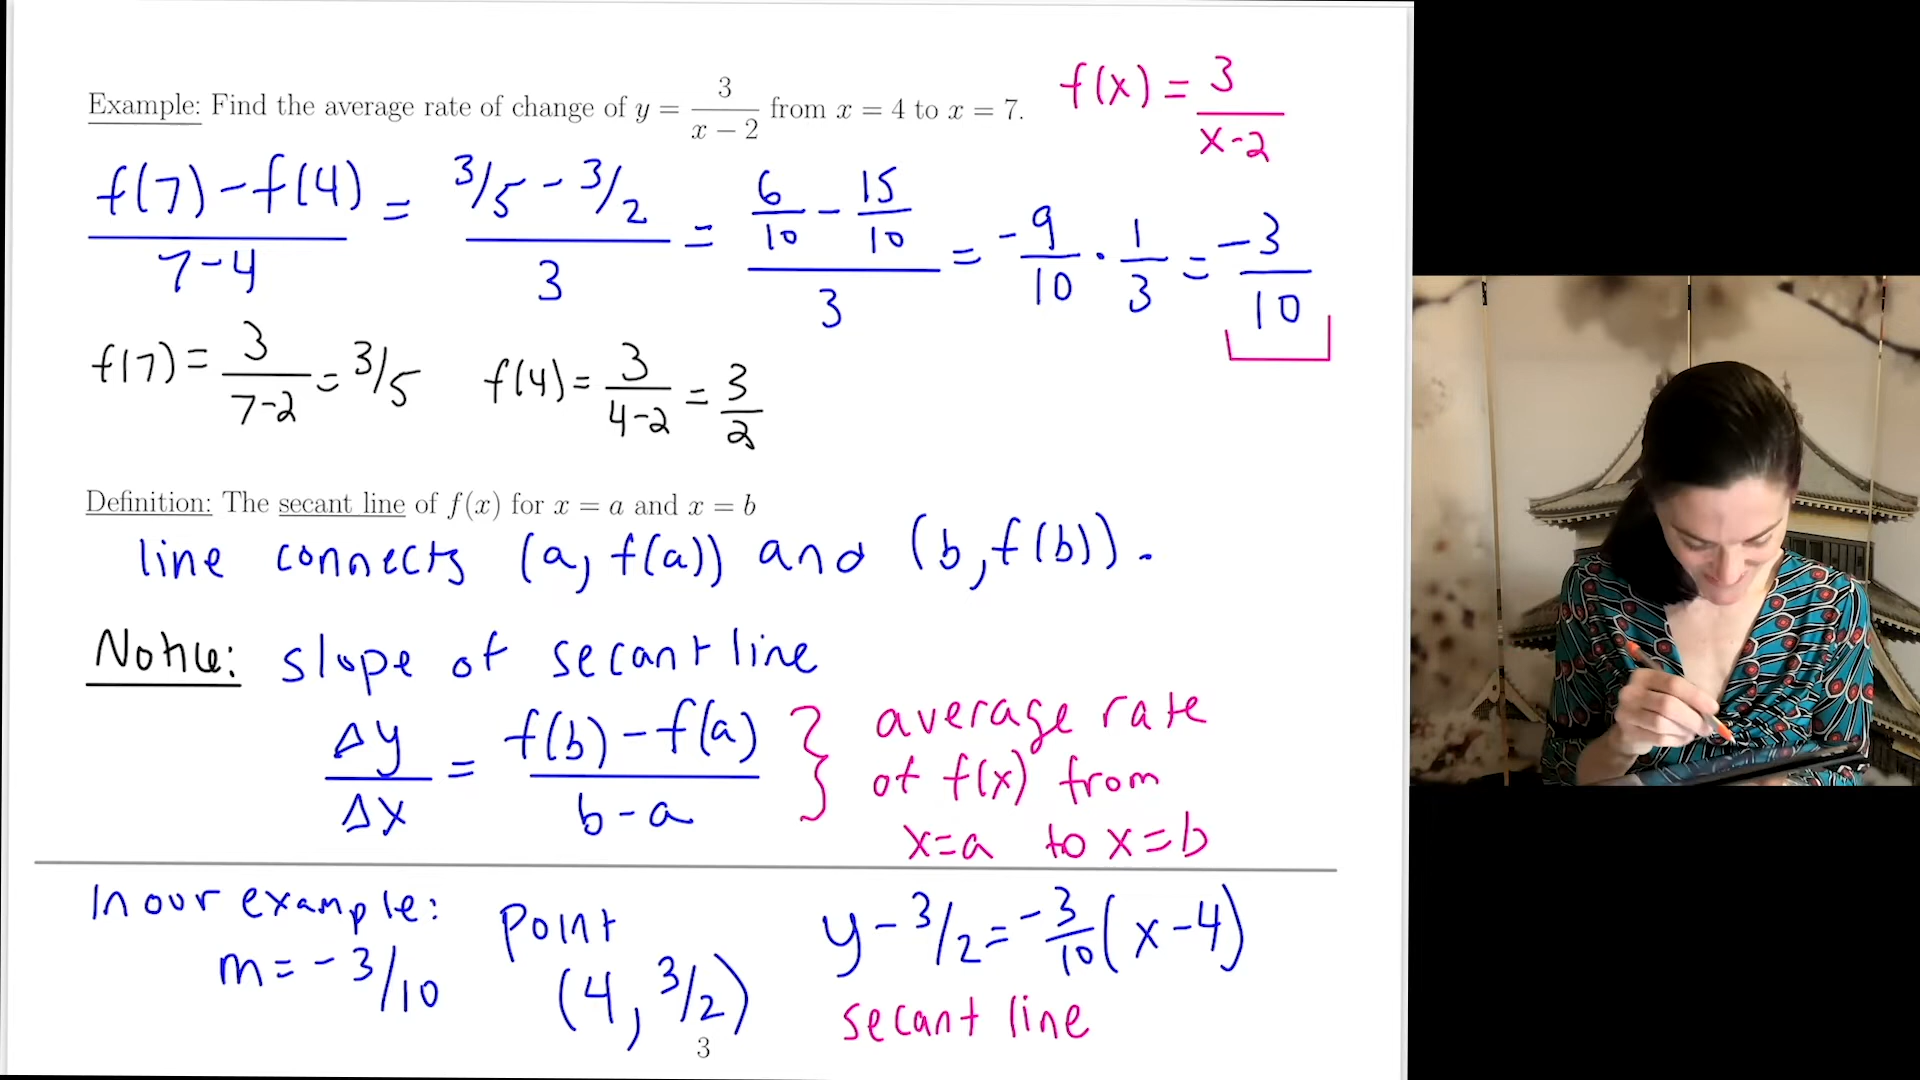 Example: Find the average rate of change of y = 3/(x − 2) from x = 4 to x = 7. f(x) = 3/(x-2)
(f(7) - f(4))/(7-4) = (3/5 - 3/2)/3 = (6/10 - 15/10)/3 = -9/10 · 1/3 = -3/10
f(7) = 3/(7-2) = 3/5 f(4) = 3/(4-2) = 3/2
Definition: The secant line of f(x) for x = a and x = b
line connects (a, f(a)) and (b, f(b)).
Notice: slope of secant line
Δy/Δx = (f(b) - f(a))/(b - a) } average rate
of f(x) from
x=a to x=b
In our example: point y - 3/2 = -3/10 (x - 4)
m = -3/10 (4, 3/2) secant line
3